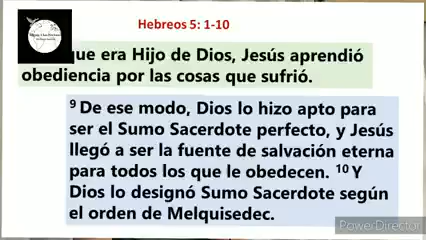 Hebreos 5: 1-10
que era Hijo de Dios, Jesús aprendió
obediencia por las cosas que sufrió.
⁹ De ese modo, Dios lo hizo apto para
ser el Sumo Sacerdote perfecto, y Jesús
llegó a ser la fuente de salvación eterna
para todos los que le obedecen. ¹⁰ Y
Dios lo designó Sumo Sacerdote según
el orden de Melquisedec.
PowerDirector